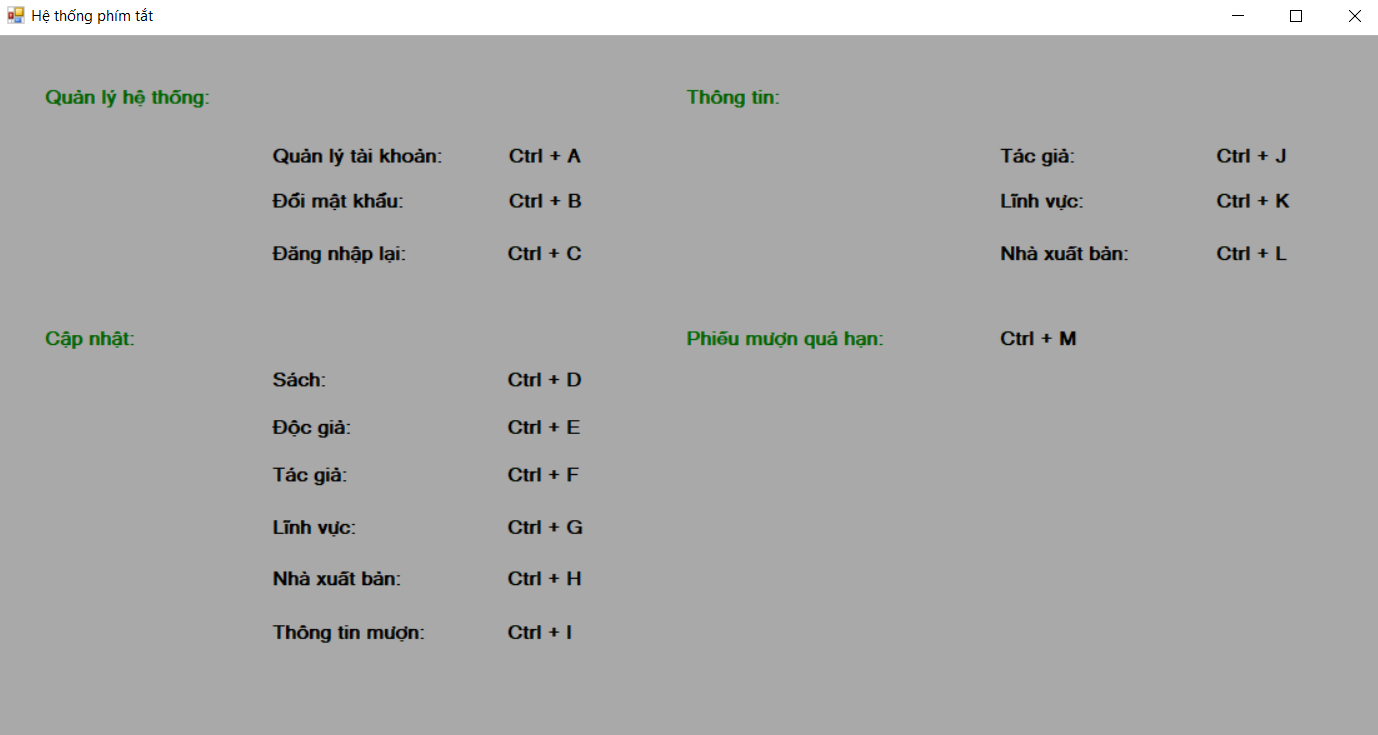 Hệ thống phím tắt
Quản lý hệ thống:
Quản lý tài khoản: Ctrl + A
Đổi mật khẩu: Ctrl + B
Đăng nhập lại: Ctrl + C
Cập nhật:
Sách: Ctrl + D
Độc giả: Ctrl + E
Tác giả: Ctrl + F
Lĩnh vực: Ctrl + G
Nhà xuất bản: Ctrl + H
Thông tin mượn: Ctrl + I
Thông tin:
Tác giả: Ctrl + J
Lĩnh vực: Ctrl + K
Nhà xuất bản: Ctrl + L
Phiếu mượn quá hạn: Ctrl + M